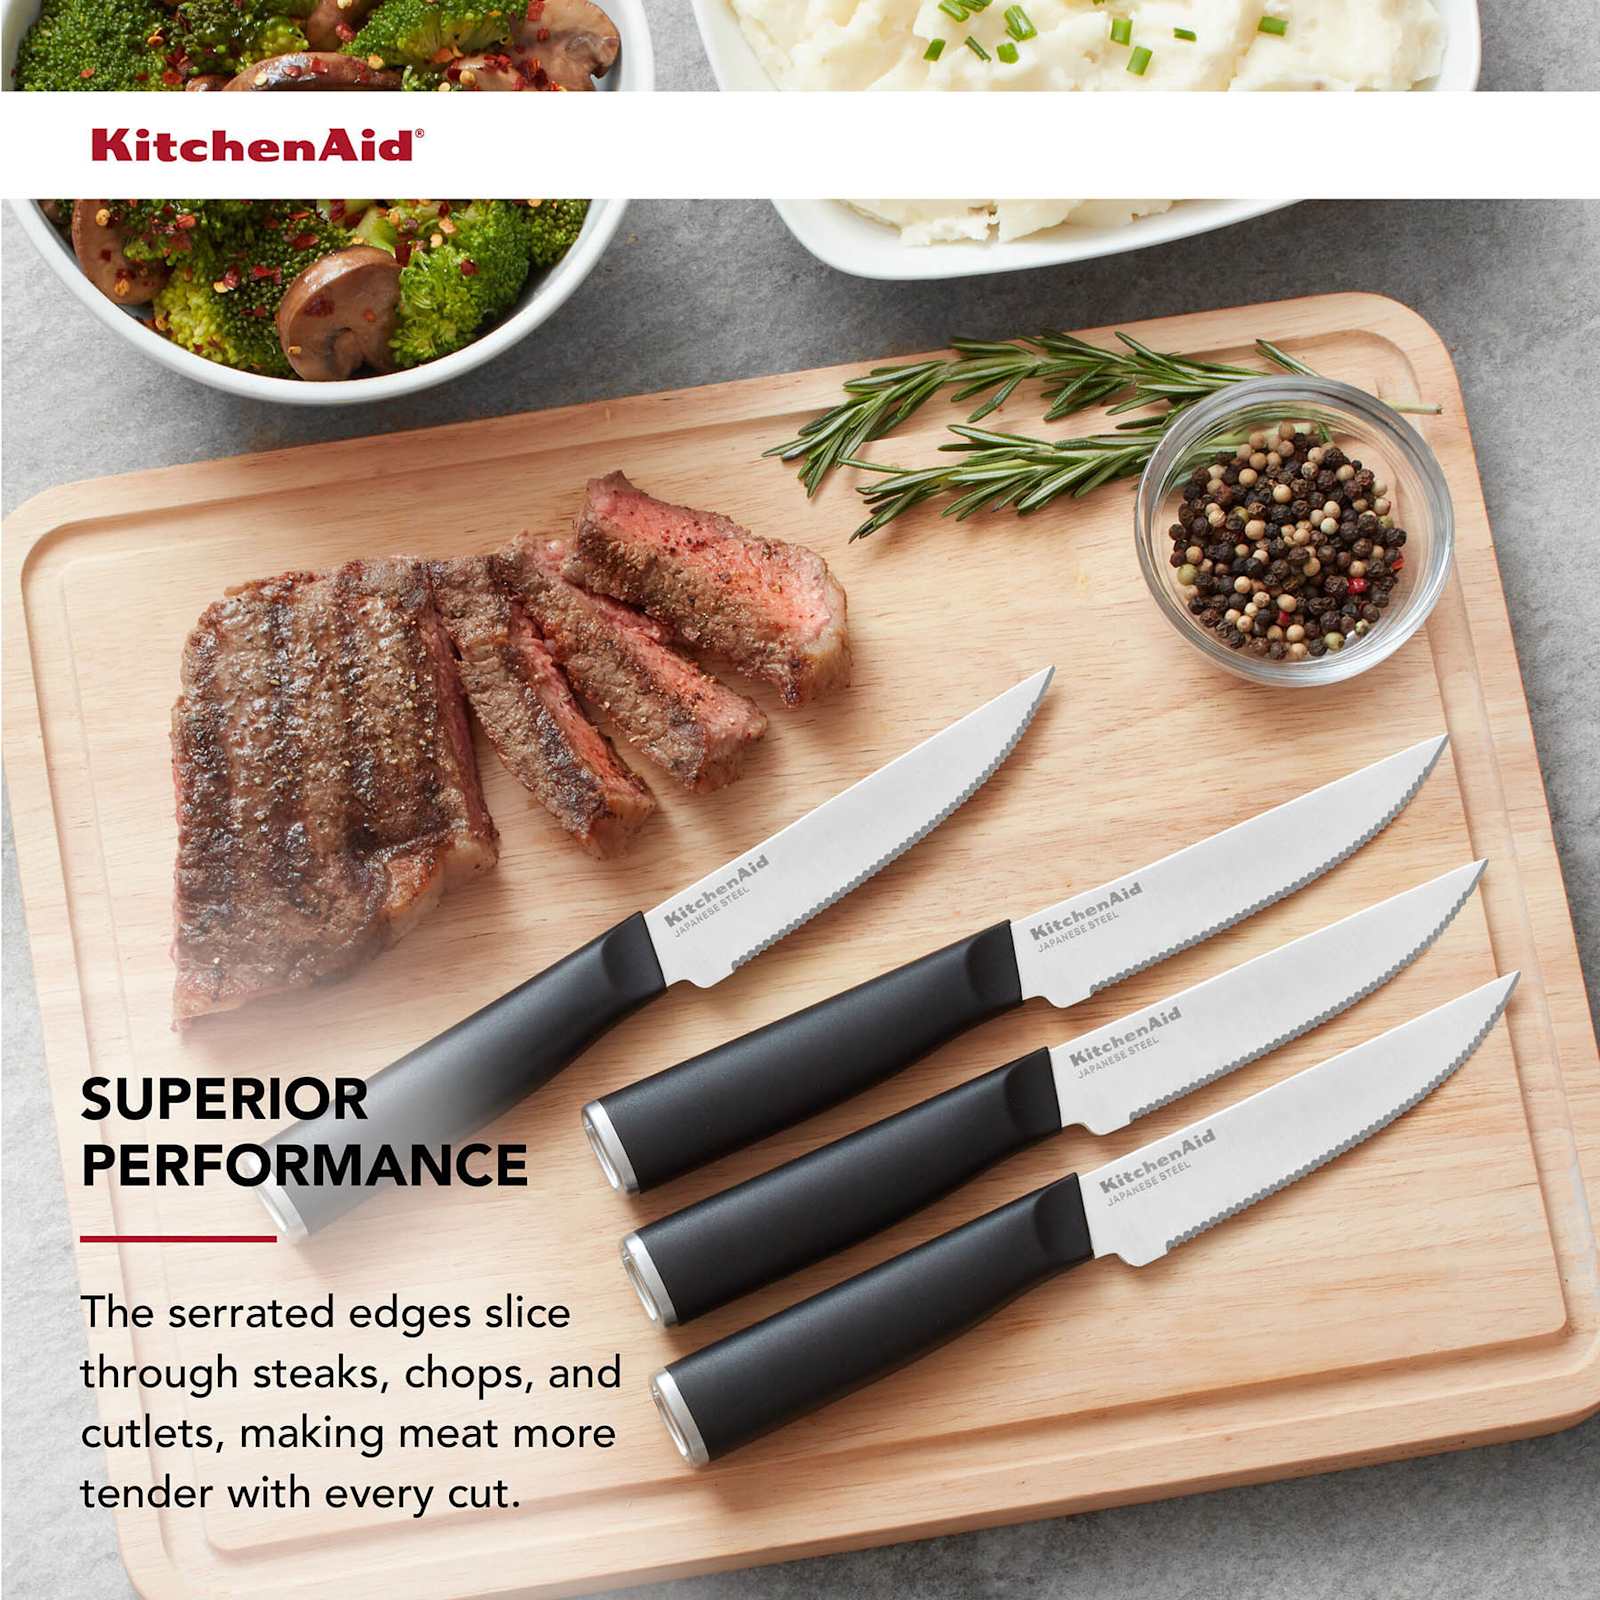 KitchenAid®
KitchenAid
JAPANESE STEEL
KitchenAid
JAPANESE STEEL
KitchenAid
JAPANESE STEEL
KitchenAid
JAPANESE STEEL
SUPERIOR
PERFORMANCE
The serrated edges slice
through steaks, chops, and
cutlets, making meat more
tender with every cut.